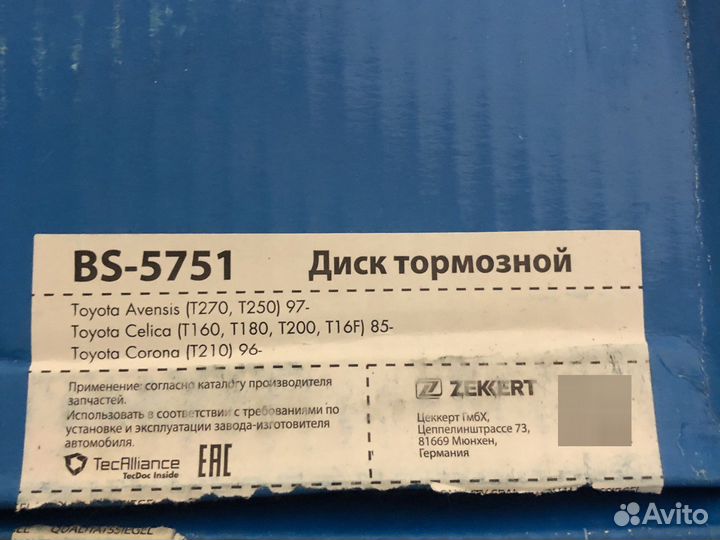 BS-5751 Диск тормозной
Toyota Avensis (T270, T250) 97-
Toyota Celica (T160, T180, T200, T16F) 85-
Toyota Corona (T210) 96-
Применение: согласно каталогу производителя
запчастей.
Использовать в соответствии с требованиями по
установке и эксплуатации завода-изготовителя
автомобиля.
TecAlliance
TecDoc Inside
EAC
ZEKKERT
Цеккерт ГмбХ,
Цеппелинштрассе 73,
81669 Мюнхен,
Германия
QUALITÄTSSIEGEL
Avito